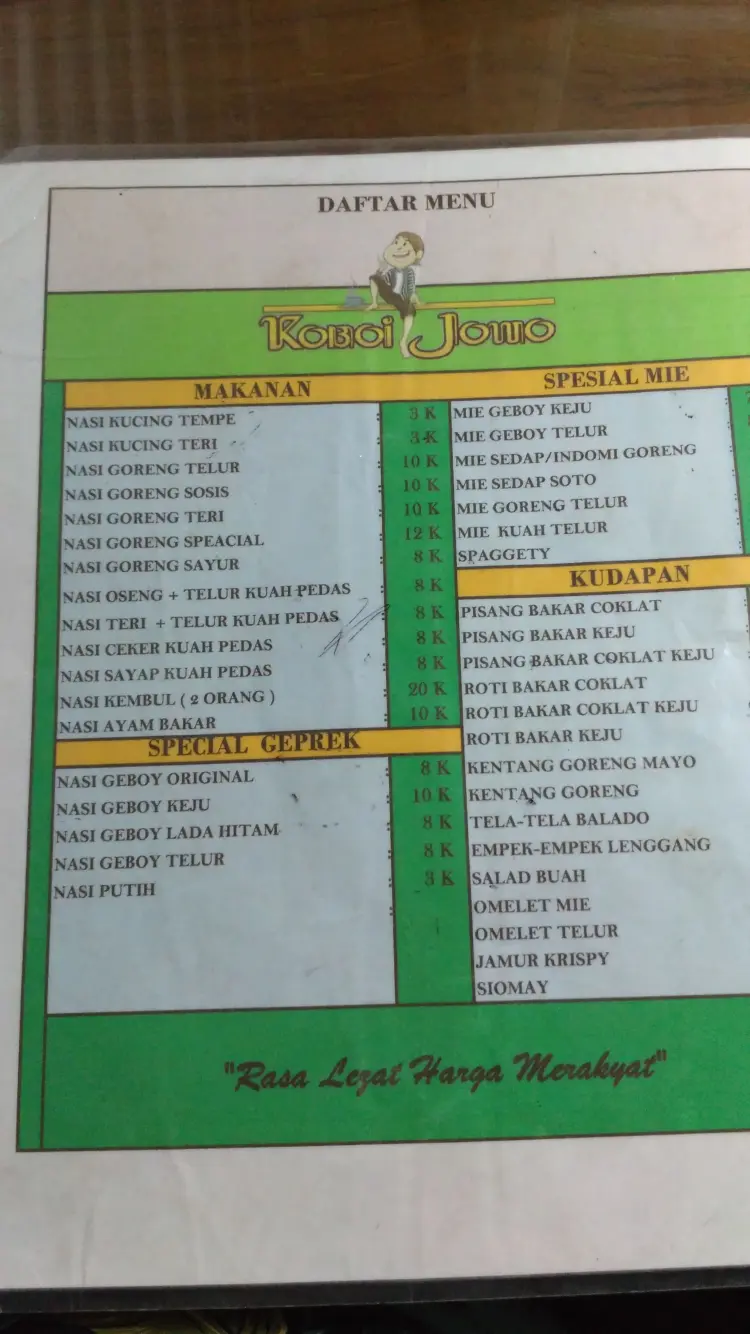 DAFTAR MENU
KOBOI JOWO
MAKANAN
NASI KUCING TEMPE : 3 K
NASI KUCING TERI : 3 K
NASI GORENG TELUR : 10 K
NASI GORENG SOSIS : 10 K
NASI GORENG TERI : 10 K
NASI GORENG SPEACIAL : 12 K
NASI GORENG SAYUR : 8 K
NASI OSENG + TELUR KUAH PEDAS : 8 K
NASI TERI + TELUR KUAH PEDAS : 8 K
NASI CEKER KUAH PEDAS : 8 K
NASI SAYAP KUAH PEDAS : 8 K
NASI KEMBUL ( 2 ORANG ) : 20 K
NASI AYAM BAKAR : 10 K
SPECIAL GEPREK
NASI GEBOY ORIGINAL : 8 K
NASI GEBOY KEJU : 10 K
NASI GEBOY LADA HITAM : 8 K
NASI GEBOY TELUR : 8 K
NASI PUTIH : 3 K
SPESIAL MIE
MIE GEBOY KEJU
MIE GEBOY TELUR
MIE SEDAP/INDOMI GORENG
MIE SEDAP SOTO
MIE GORENG TELUR
MIE KUAH TELUR
SPAGGETY
KUDAPAN
PISANG BAKAR COKLAT
PISANG BAKAR KEJU
PISANG BAKAR COKLAT KEJU
ROTI BAKAR COKLAT
ROTI BAKAR COKLAT KEJU
ROTI BAKAR KEJU
KENTANG GORENG MAYO
KENTANG GORENG
TELA-TELA BALADO
EMPEK-EMPEK LENGGANG
SALAD BUAH
OMELET MIE
OMELET TELUR
JAMUR KRISPY
SIOMAY
"Rasa Lezat Harga Merakyat"